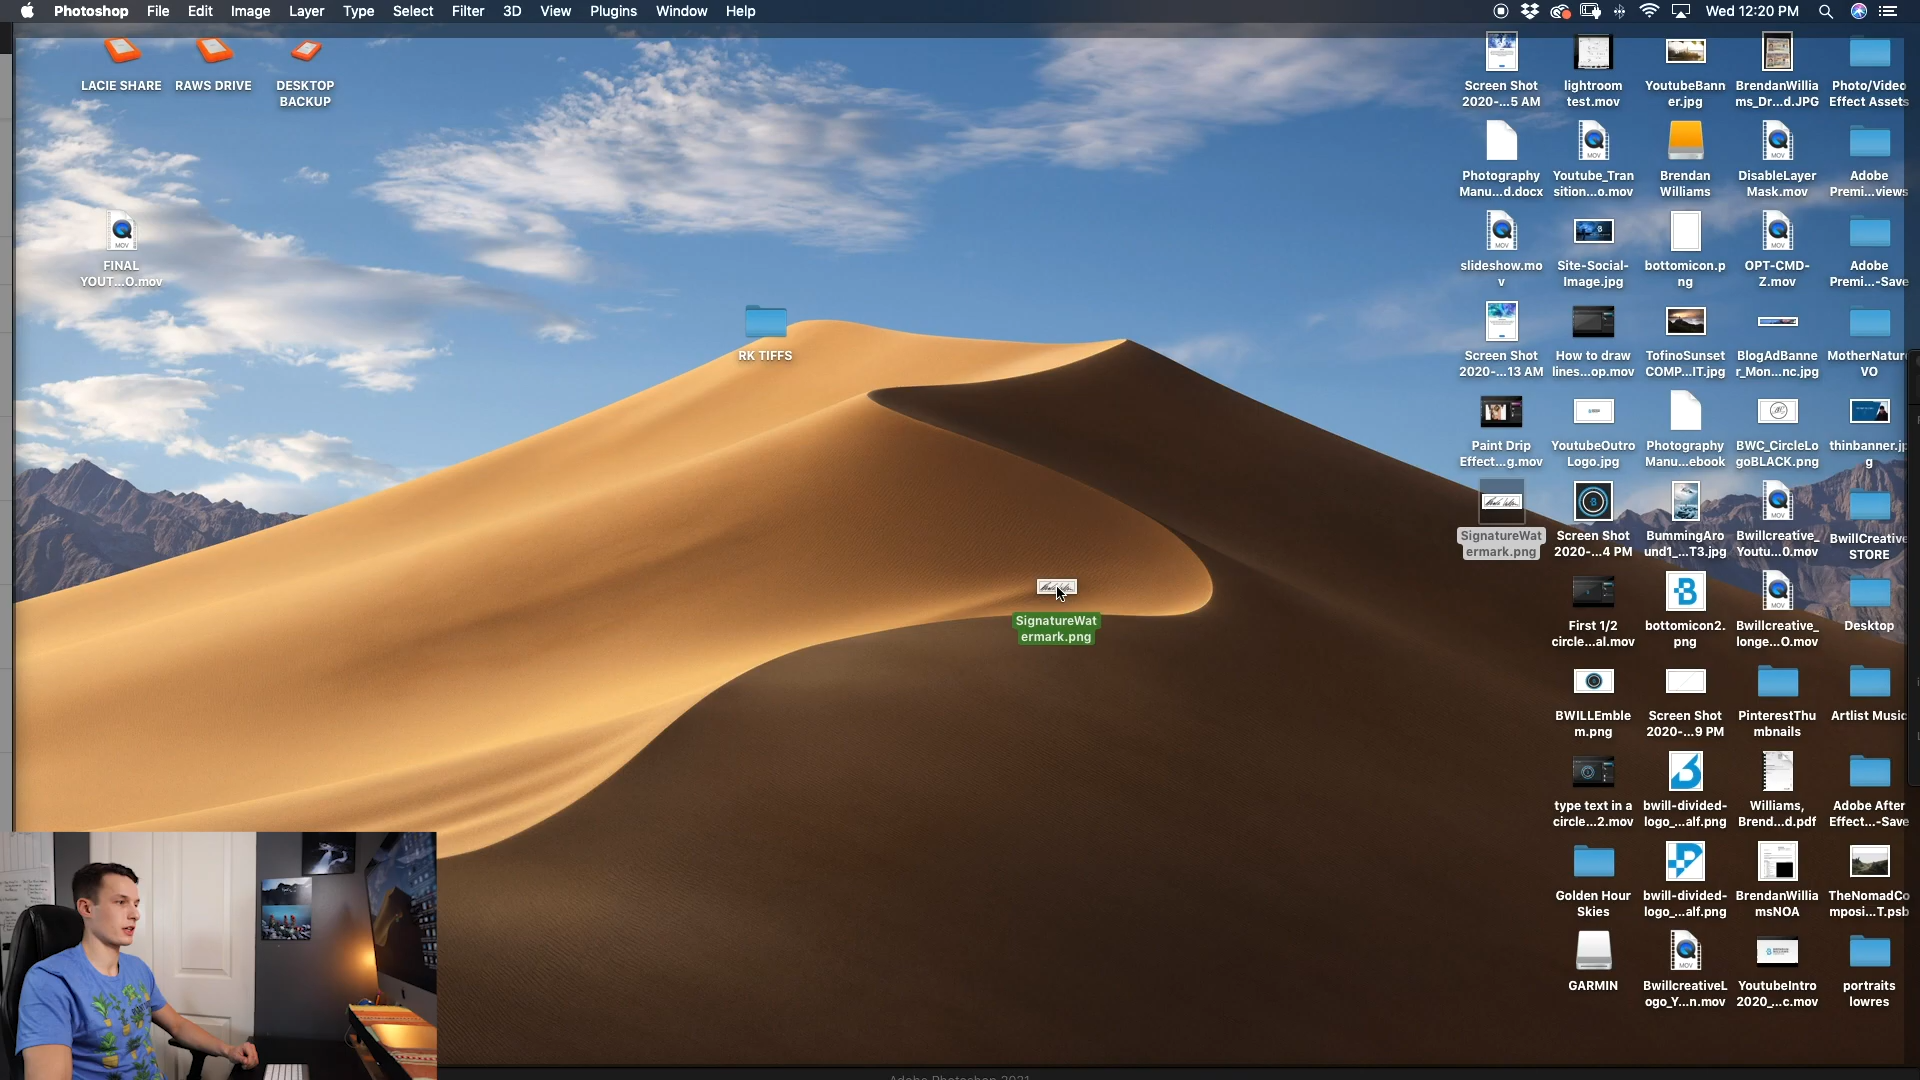 Photoshop File Edit Image Layer Type Select Filter 3D View Plugins Window Help Wed 12:20 PM
LACIE SHARE
RAWS DRIVE
DESKTOP
BACKUP
Screen Shot
2020-...5 AM
lightroom
test.mov
YoutubeBann
er.jpg
BrendanWillia
ms_Dr...d.JPG
Photo/Video
Effect Assets
Photography
Manu...d.docx
Youtube_Tran
sition...o.mov
Brendan
Williams
DisableLayer
Mask.mov
Adobe
Premi...views
MOV
FINAL
YOUT...O.mov
slideshow.mo
v
Site-Social-
Image.jpg
bottomicon.p
ng
OPT-CMD-
Z.mov
Adobe
Premi...-Save
RK TIFFS
Screen Shot
2020-...13 AM
How to draw
lines...op.mov
TofinoSunset
COMP...IT.jpg
BlogAdBanne
r_Mon...nc.jpg
MotherNatur
VO
Paint Drip
Effect...g.mov
YoutubeOutro
Logo.jpg
Photography
Manu...ebook
BWC_CircleLo
goBLACK.png
thinbanner.jp
g
SignatureWat
ermark.png
Screen Shot
2020-...4 PM
BummingAro
und1_...T3.jpg
Bwillcreative_
Youtu...0.mov
BwillCreative
STORE
SignatureWat
ermark.png
First 1/2
circle...al.mov
bottomicon2.
png
Bwillcreative_
longe...O.mov
Desktop
BWILLEmble
m.png
Screen Shot
2020-...9 PM
PinterestThu
mbnails
Artlist Music
type text in a
circle...2.mov
bwill-divided-
logo_...alf.png
Williams,
Brend...d.pdf
Adobe After
Effect...-Save
Golden Hour
Skies
bwill-divided-
logo_...alf.png
BrendanWillia
msNOA
TheNomadCo
mposi...T.psb
GARMIN
BwillcreativeL
ogo_Y...n.mov
YoutubeIntro
2020_...c.mov
portraits
lowres